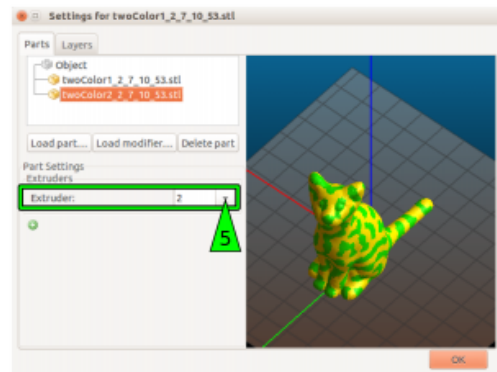 Settings for twoColor1_2_7_10_53.stl
Parts Layers
Object
twoColor1_2_7_10_53.stl
twoColor2_2_7_10_53.stl
Load part.... Load modifier... Delete part
Part Settings
Extruders
Extruder: 2
5
OK